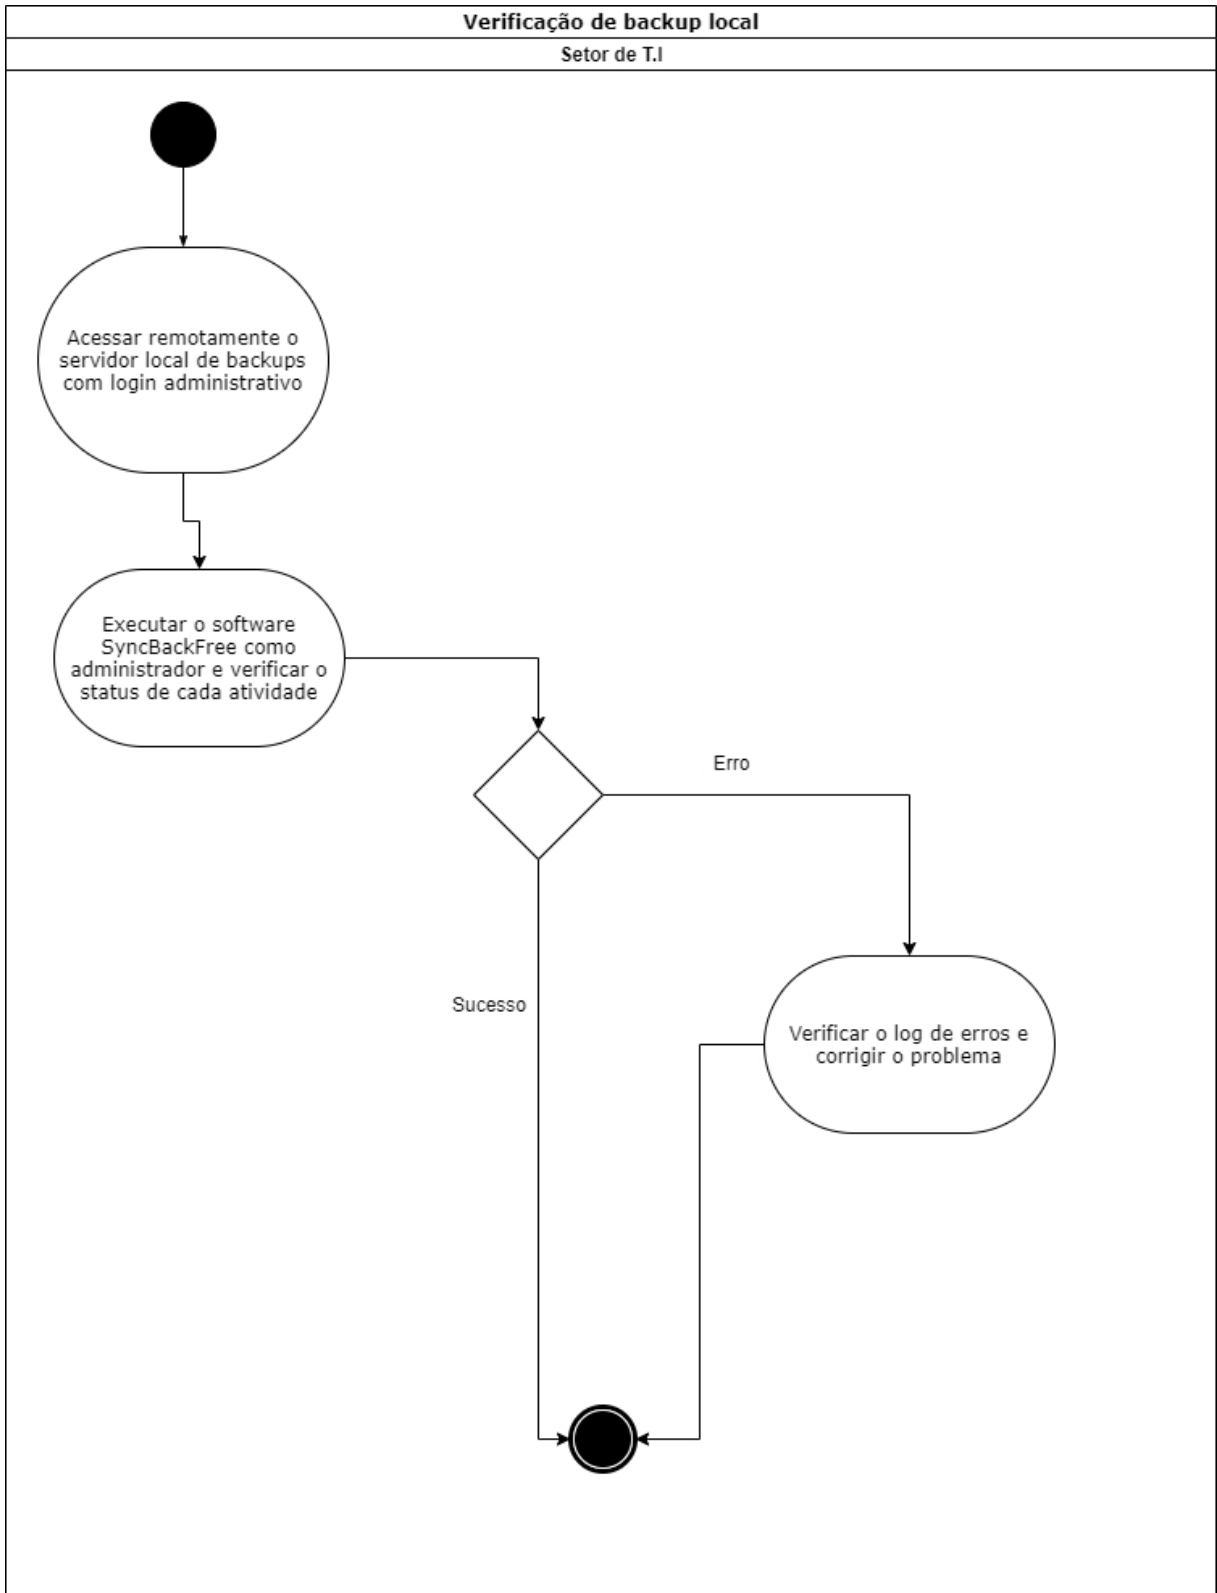 Verificação de backup local
Setor de T.I
Acessar remotamente o
servidor local de backups
com login administrativo
Executar o software
SyncBackFree como
administrador e verificar o
status de cada atividade
Erro
Sucesso
Verificar o log de erros e
corrigir o problema